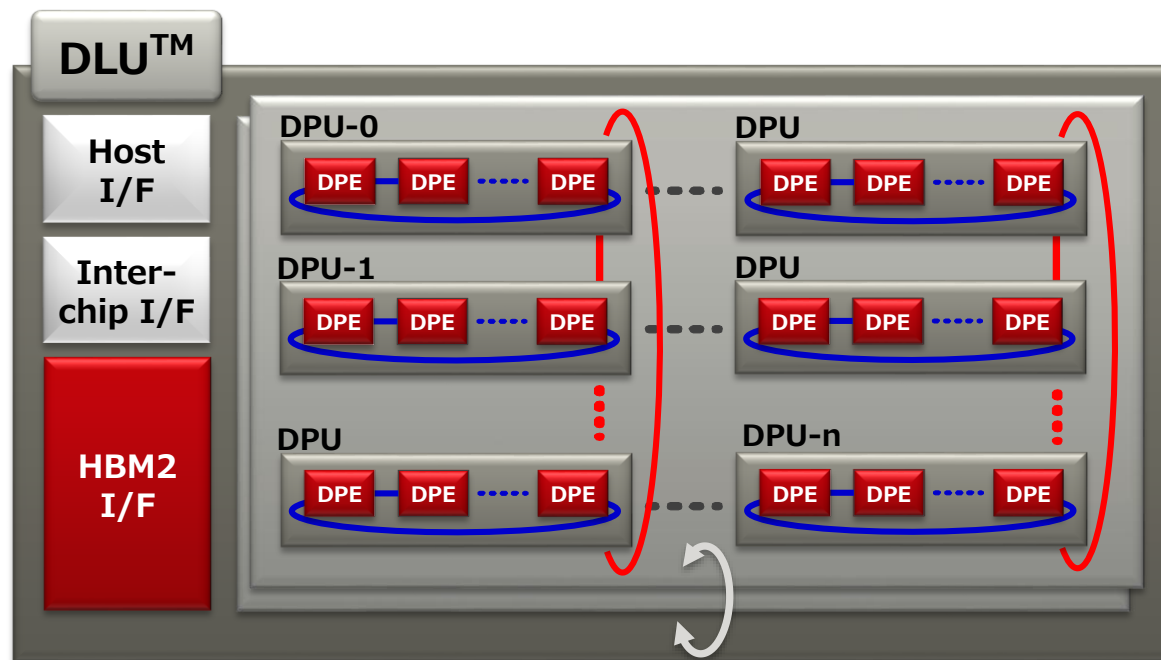 DLU™
Host
I/F
Inter-
chip I/F
HBM2
I/F
DPU-0
DPE DPE DPE
DPU
DPE DPE DPE
DPU-1
DPE DPE DPE
DPU
DPE DPE DPE
DPU
DPE DPE DPE
DPU-n
DPE DPE DPE